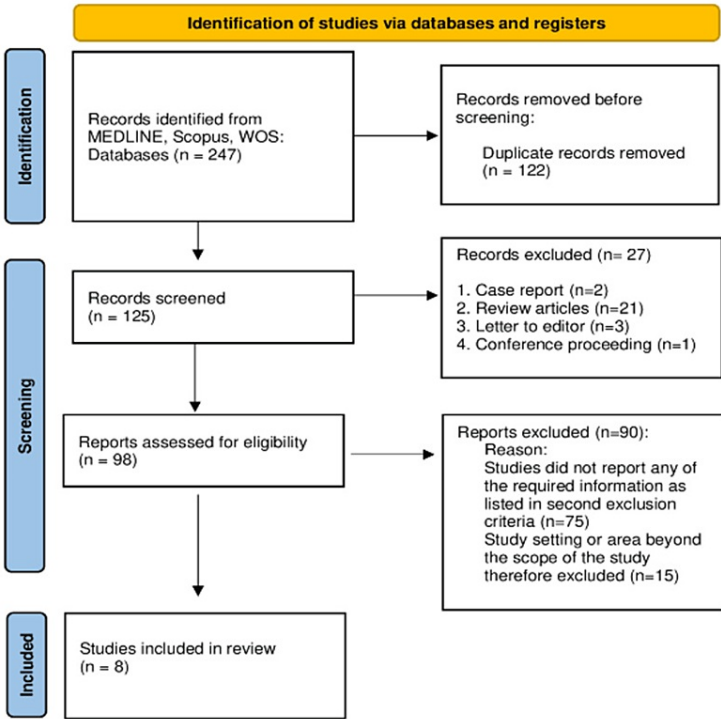 Identification of studies via databases and registers
Identification
Records identified from
MEDLINE, Scopus, WOS:
Databases (n = 247)
Records removed before
screening:
Duplicate records removed
(n = 122)
Screening
Records screened
(n = 125)
Records excluded (n= 27)
1. Case report (n=2)
2. Review articles (n=21)
3. Letter to editor (n=3)
4. Conference proceeding (n=1)
Reports assessed for eligibility
(n = 98)
Reports excluded (n=90):
Reason:
Studies did not report any of
the required information as
listed in second exclusion
criteria (n=75)
Study setting or area beyond
the scope of the study
therefore excluded (n=15)
Included
Studies included in review
(n = 8)